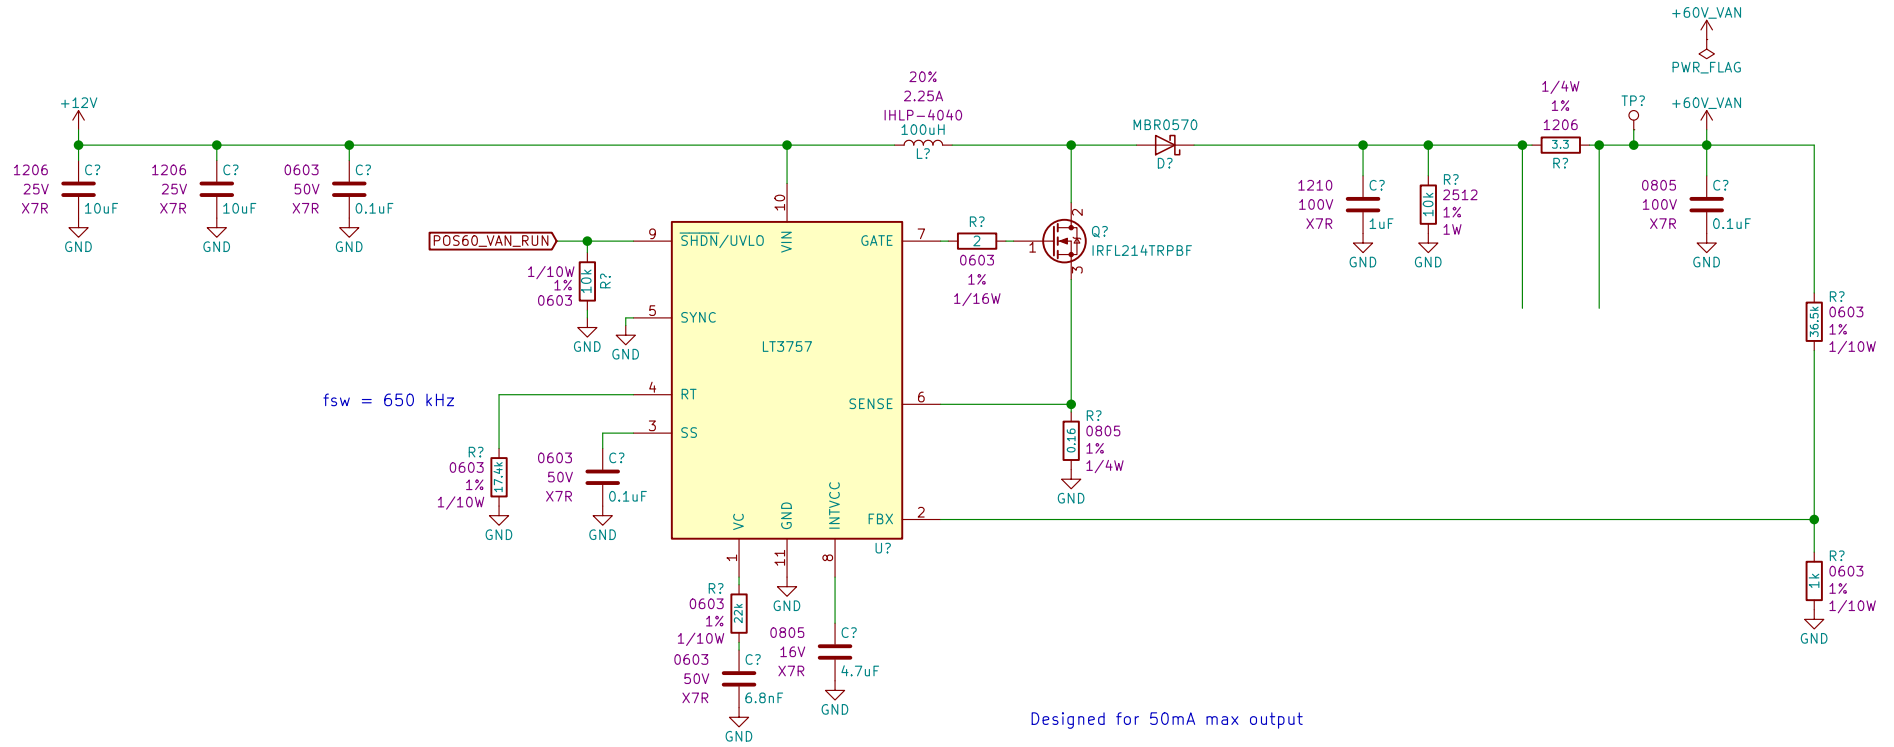 +60V_VAN
PWR_FLAG
+12V
1206
25V
X7R
C?
10uF
GND
1206
25V
X7R
C?
10uF
GND
0603
50V
X7R
C?
0.1uF
GND
20%
2.25A
IHLP-4040
100uH
L?
MBR0570
D?
1/4W
1%
1206
3.3
R?
TP?
+60V_VAN
1210
100V
X7R
C?
1uF
GND
R?
2512
1%
1W
10k
GND
0805
100V
X7R
C?
0.1uF
GND
POS60_VAN_RUN
1/10W
1%
0603
10k
R?
GND
GND
9
SHDN/UVLO
10
VIN
GATE
7
R?
2
0603
1%
1/16W
1
2
3
Q?
IRFL214TRPBF
5
SYNC
LT3757
R?
0603
1%
1/10W
36.5k
fsw = 650 kHz
4
RT
3
SS
SENSE
6
R?
0805
1%
1/4W
0.16
GND
R?
0603
1%
1/10W
17.4k
GND
0603
50V
X7R
C?
0.1uF
GND
VC
GND
INTVCC
FBX
2
U?
1
11
8
GND
R?
0603
1%
1/10W
22k
0603
50V
X7R
C?
6.8nF
GND
0805
16V
X7R
C?
4.7uF
GND
R?
0603
1%
1/10W
1k
GND
Designed for 50mA max output